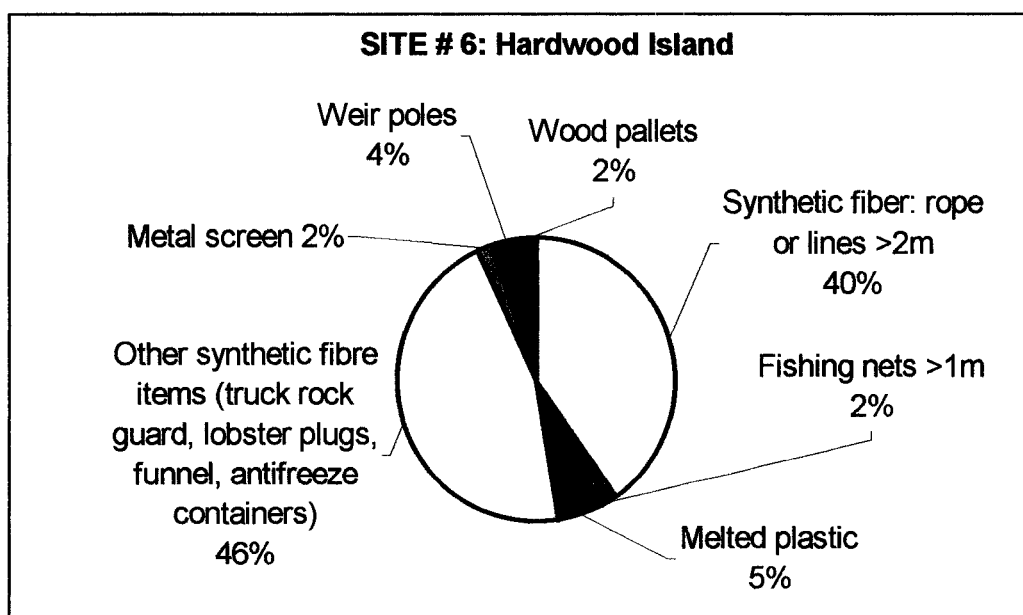 SITE # 6: Hardwood Island
Weir poles
4%
Wood pallets
2%
Synthetic fiber: rope
or lines >2m
40%
Metal screen 2%
Fishing nets >1m
2%
Other synthetic fibre
items (truck rock
guard, lobster plugs,
funnel, antifreeze
containers)
46%
Melted plastic
5%